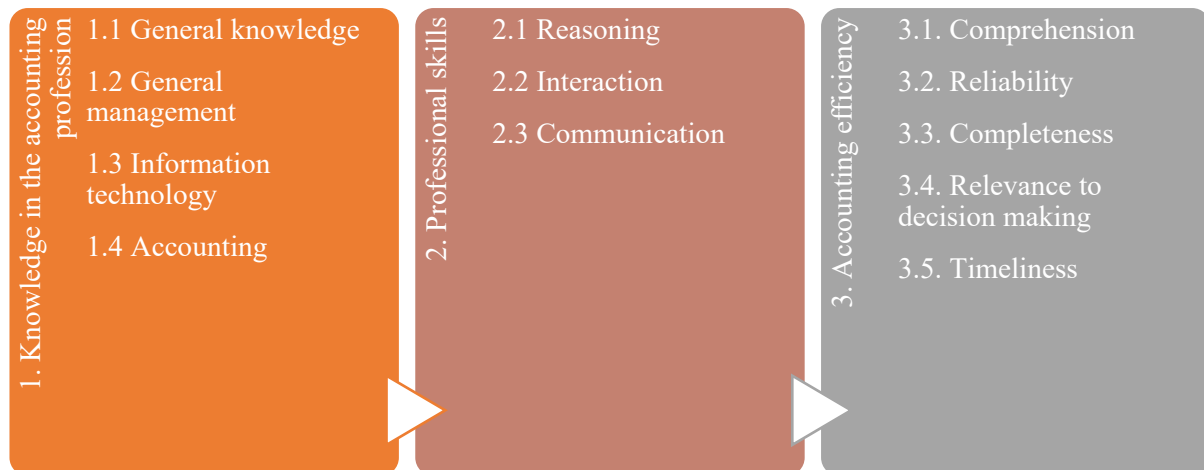 1. Knowledge in the accounting
profession
1.1 General knowledge
1.2 General
management
1.3 Information
technology
1.4 Accounting
2. Professional skills
2.1 Reasoning
2.2 Interaction
2.3 Communication
3. Accounting efficiency
3.1. Comprehension
3.2. Reliability
3.3. Completeness
3.4. Relevance to
decision making
3.5. Timeliness